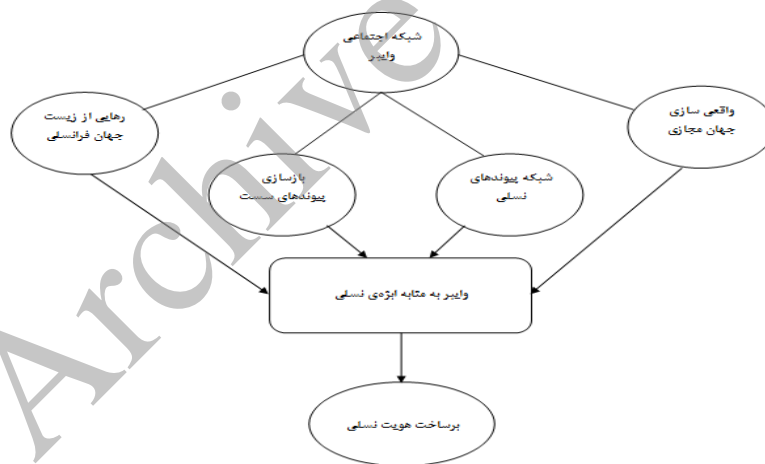 شبکه اجتماعی
وایبر
واقعی سازی
جهان مجازی
رهایی از زیست
جهان فرانسلی
شبکه پیوندهای
نسلی
بازسازی
پیوندهای سست
وایبر به مثابه ابژه‌ی نسلی
برساخت هویت نسلی
Archive